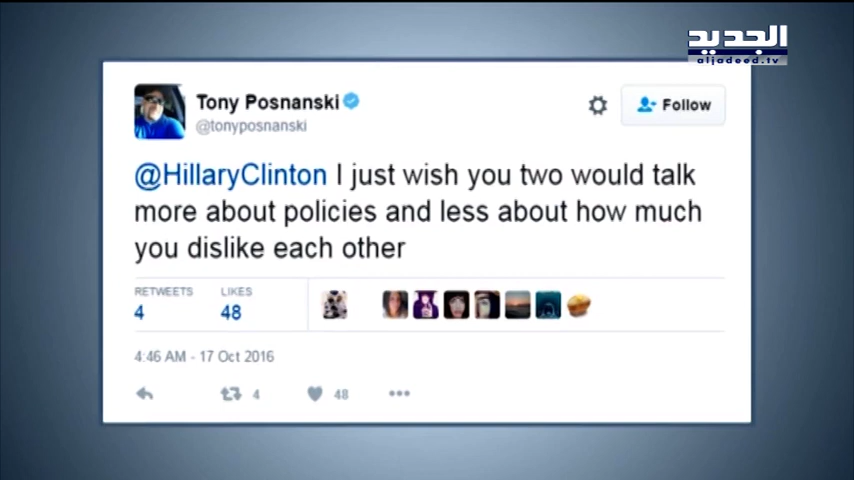 الجديد
aljadeed.tv
Tony Posnanski
@tonyposnanski
Follow
@HillaryClinton I just wish you two would talk
more about policies and less about how much
you dislike each other
RETWEETS LIKES
4 48
4:46 AM - 17 Oct 2016
4 48